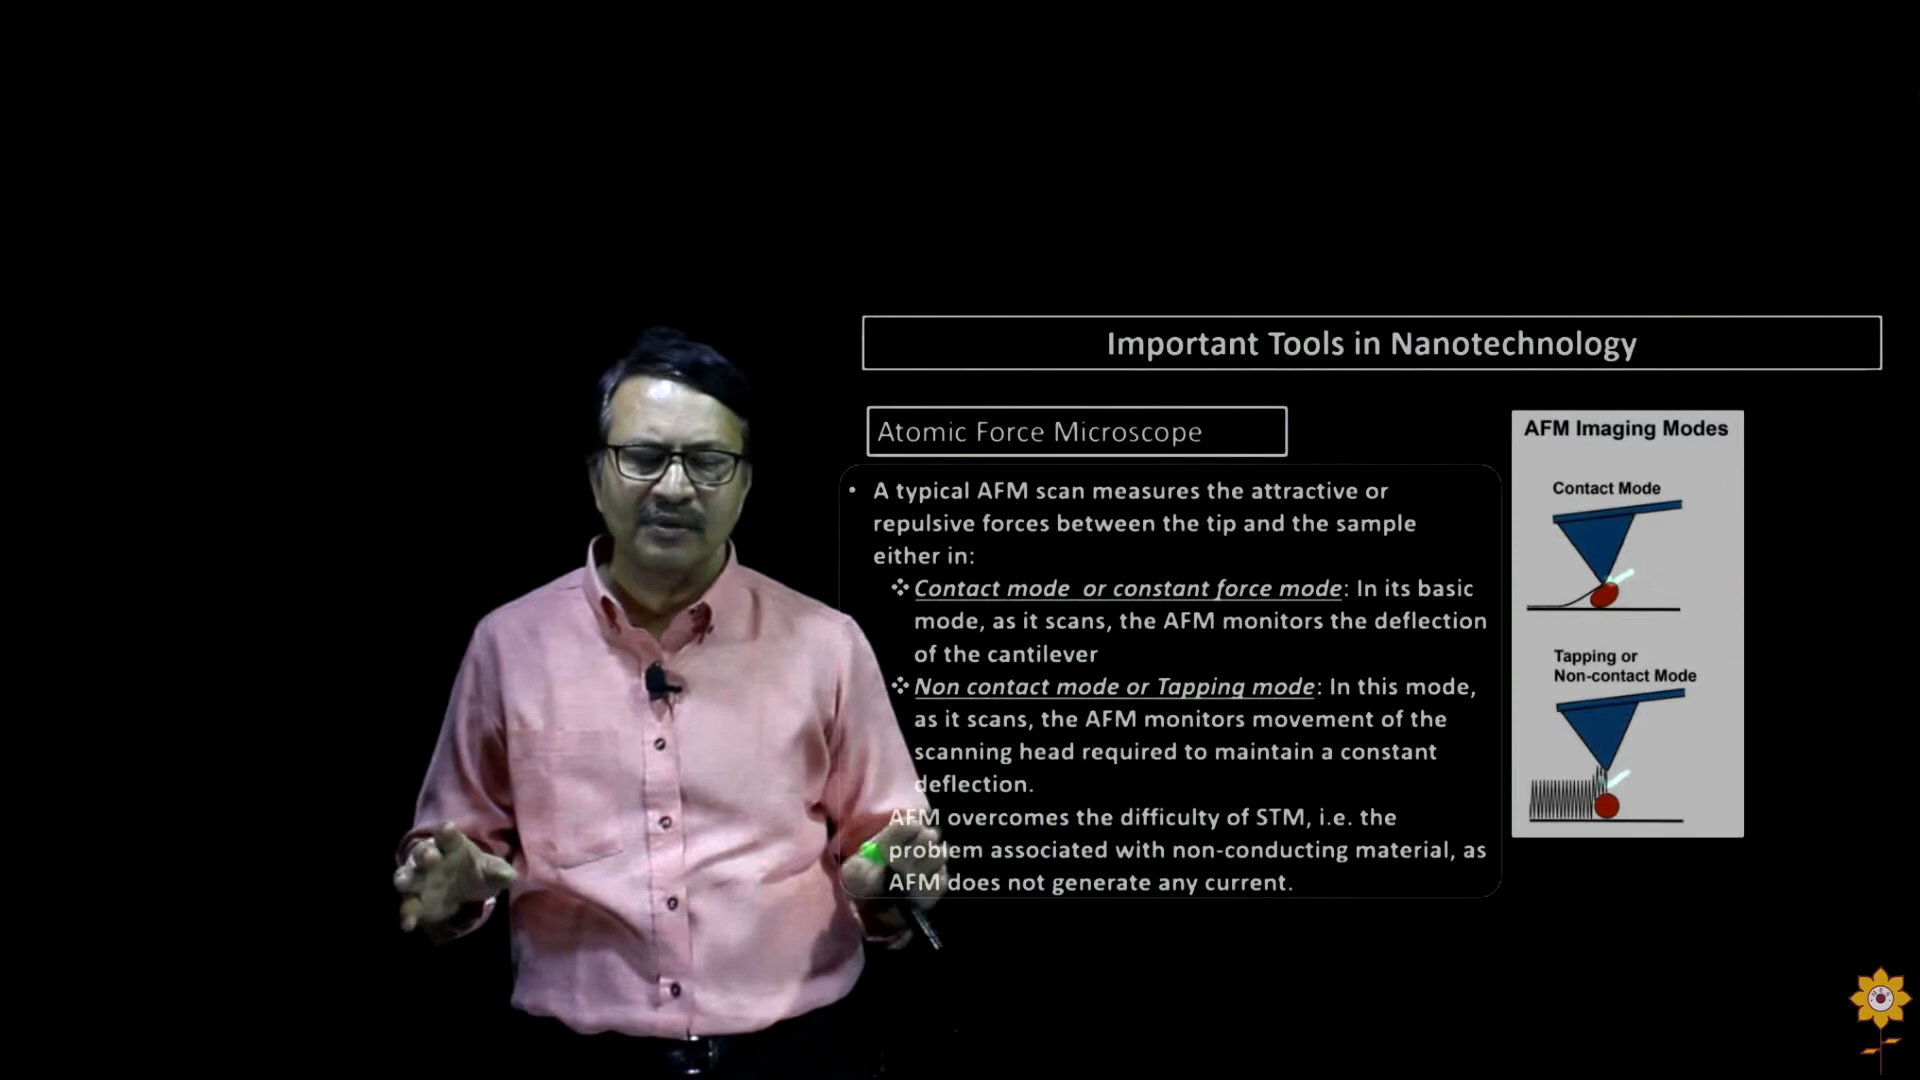 Important Tools in Nanotechnology
Atomic Force Microscope
• A typical AFM scan measures the attractive or
repulsive forces between the tip and the sample
either in:
❖Contact mode or constant force mode: In its basic
mode, as it scans, the AFM monitors the deflection
of the cantilever
❖Non contact mode or Tapping mode: In this mode,
as it scans, the AFM monitors movement of the
scanning head required to maintain a constant
deflection.
AFM overcomes the difficulty of STM, i.e. the
problem associated with non-conducting material, as
AFM does not generate any current.
AFM Imaging Modes
Contact Mode
Tapping or
Non-contact Mode